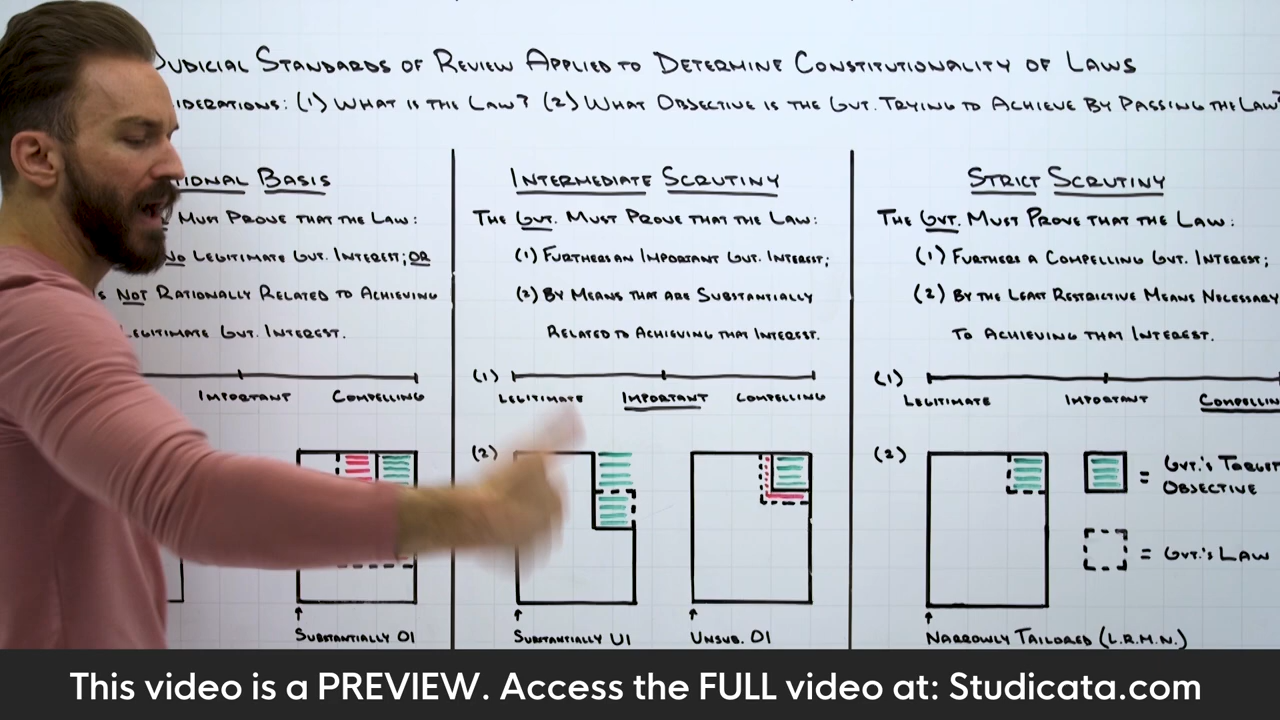 JUDICIAL STANDARDS OF REVIEW APPLIED TO DETERMINE CONSTITUTIONALITY OF LAWS
(1) WHAT IS THE LAW? (2) WHAT OBJECTIVE IS THE GVT. TRYING TO ACHIEVE BY PASSING THE LAW?
BASIS
MUST PROVE THAT THE LAW:
NO LEGITIMATE GVT. INTEREST; OR
NOT RATIONALLY RELATED TO ACHIEVING
LEGITIMATE GVT. INTEREST.
IMPORTANT COMPELLING
SUBSTANTIALLY OI
INTERMEDIATE SCRUTINY
THE GVT. MUST PROVE THAT THE LAW:
(1) FURTHERS AN IMPORTANT GVT. INTEREST;
(2) BY MEANS THAT ARE SUBSTANTIALLY
RELATED TO ACHIEVING THAT INTEREST.
(1)
LEGITIMATE IMPORTANT COMPELLING
(2)
SUBSTANTIALLY UI UNSUB. OI
STRICT SCRUTINY
THE GVT. MUST PROVE THAT THE LAW:
(1) FURTHERS A COMPELLING GVT. INTEREST;
(2) BY THE LEAST RESTRICTIVE MEANS NECESSARY
TO ACHIEVING THAT INTEREST.
(1)
LEGITIMATE IMPORTANT
(2)
= GVT.'S TARGET
OBJECTIVE
= GVT.'S LAW
NARROWLY TAILORED (L.R.M.N.)
This video is a PREVIEW. Access the FULL video at: Studicata.com